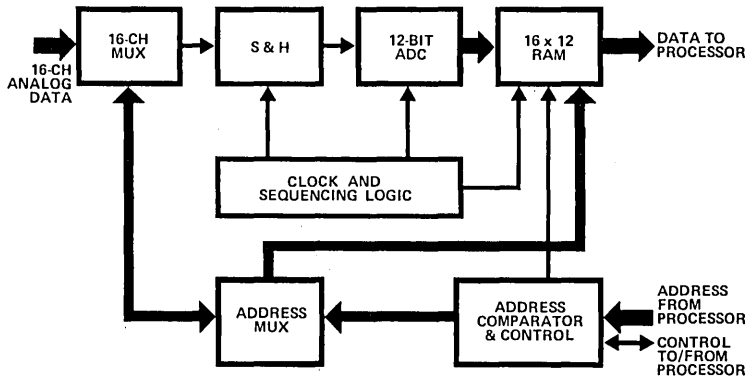 16-CH
MUX
S & H
12-BIT
ADC
16 x 12
RAM
DATA TO
PROCESSOR
16-CH
ANALOG
DATA
CLOCK AND
SEQUENCING LOGIC
ADDRESS
MUX
ADDRESS
COMPARATOR
& CONTROL
ADDRESS
FROM
PROCESSOR
CONTROL
TO/FROM
PROCESSOR